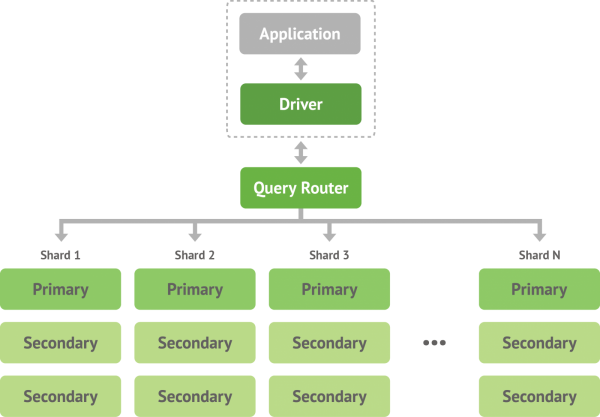 Application
Driver
Query Router
Shard 1
Shard 2
Shard 3
Shard N
Primary
Primary
Primary
Primary
Secondary
Secondary
Secondary
•••
Secondary
Secondary
Secondary
Secondary
Secondary